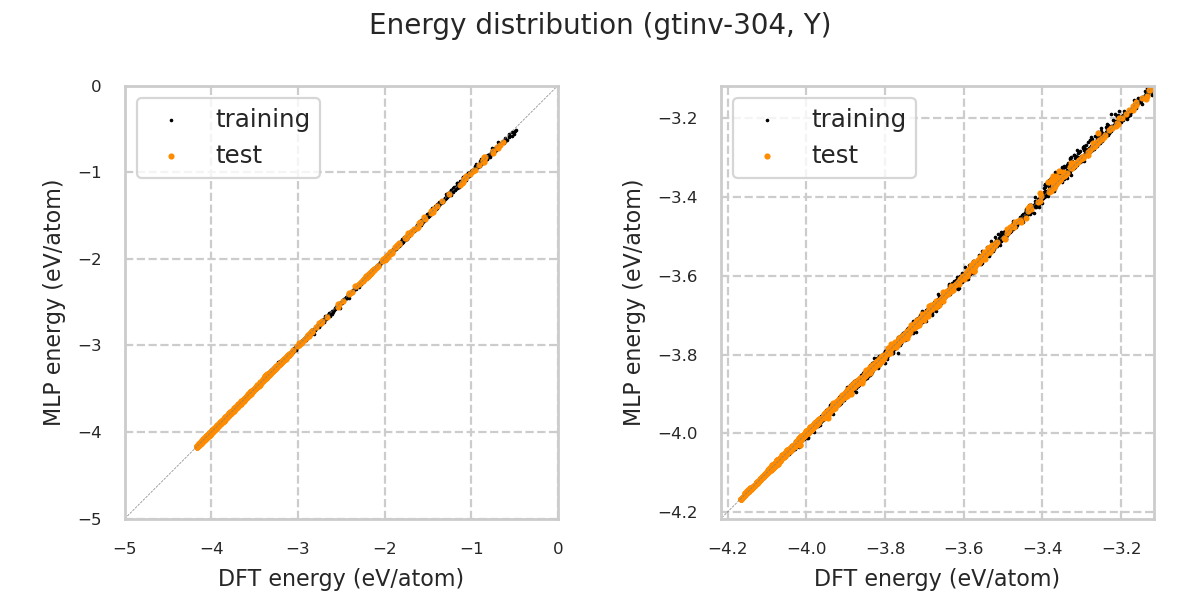 Energy distribution (gtinv-304, Y)
MLP energy (eV/atom)
0
−1
−2
−3
−4
−5
training
test
−5 −4 −3 −2 −1 0
DFT energy (eV/atom)
MLP energy (eV/atom)
−3.2
−3.4
−3.6
−3.8
−4.0
−4.2
training
test
−4.2 −4.0 −3.8 −3.6 −3.4 −3.2
DFT energy (eV/atom)